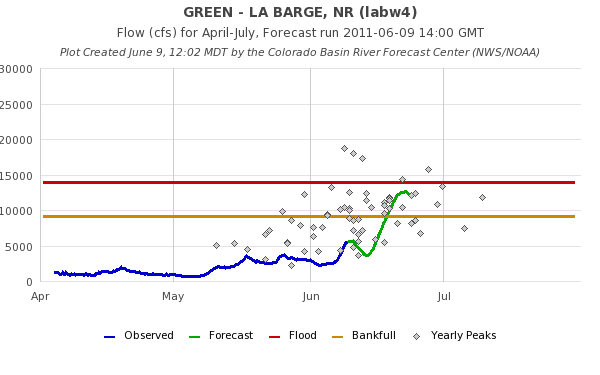 GREEN - LA BARGE, NR (labw4)
Flow (cfs) for April-July, Forecast run 2011-06-09 14:00 GMT
Plot Created June 9, 12:02 MDT by the Colorado Basin River Forecast Center (NWS/NOAA)
30000
25000
20000
15000
10000
5000
0
Apr May Jun Jul
Observed Forecast Flood Bankfull Yearly Peaks